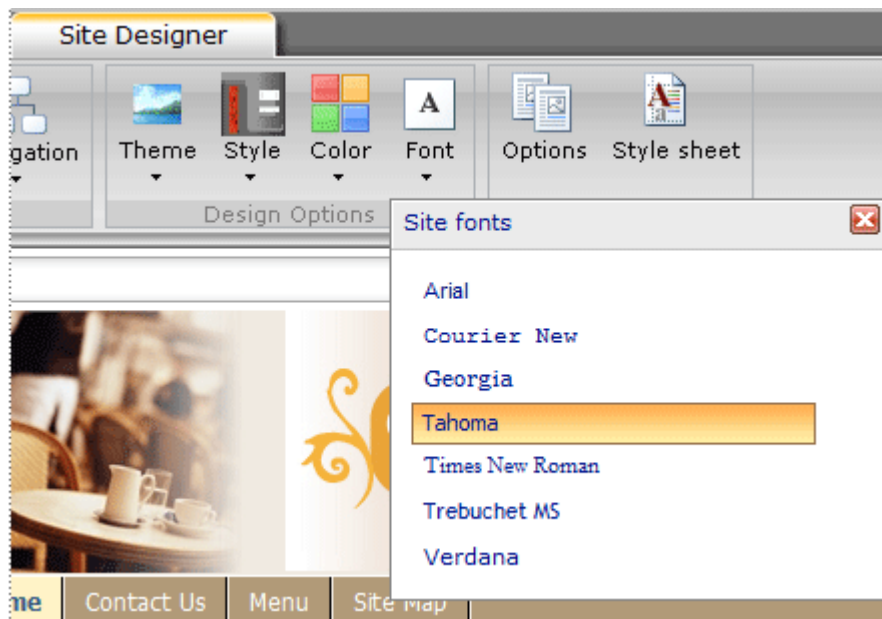 Site Designer
gation Theme Style Color Font Options Style sheet
Design Options
Site fonts
Arial
Courier New
Georgia
Tahoma
Times New Roman
Trebuchet MS
Verdana
me Contact Us Menu Site Map